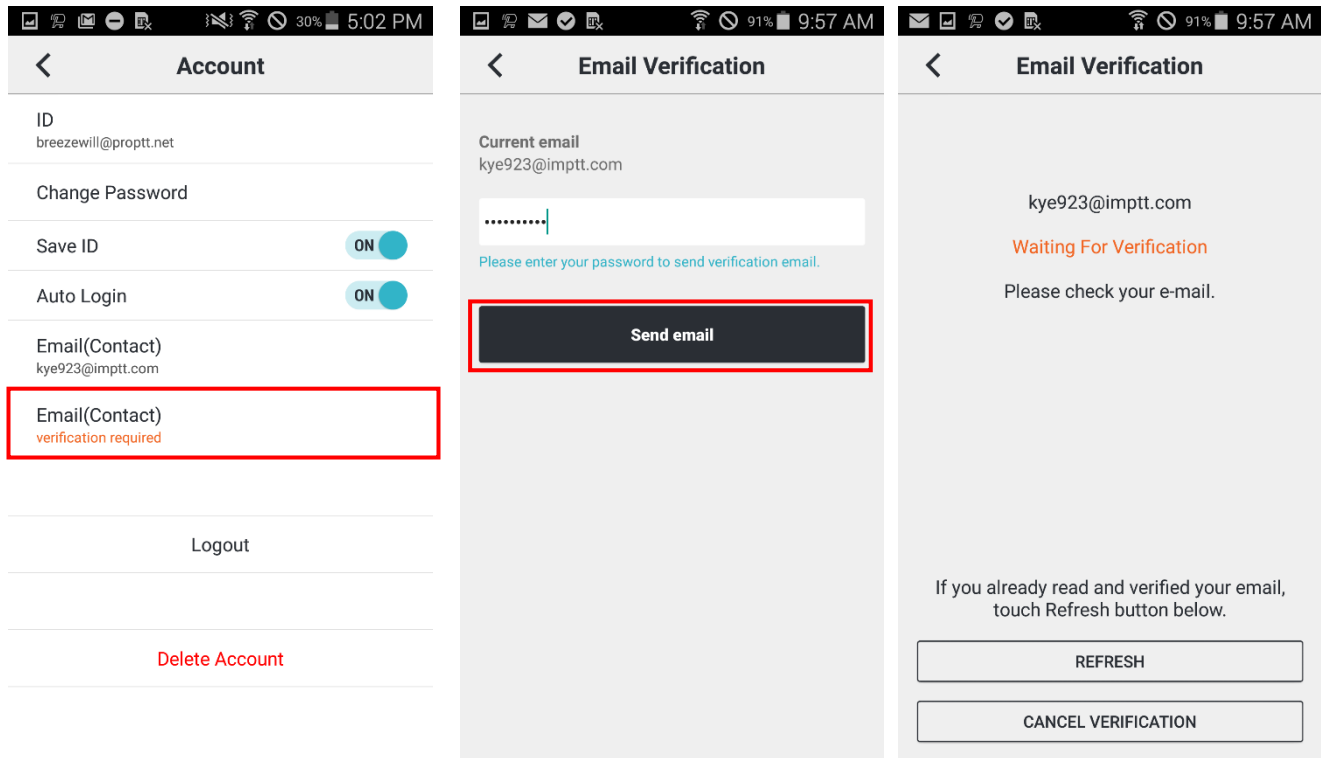 30% 5:02 PM
Account
ID
breezewill@proptt.net
Change Password
Save ID
ON
Auto Login
ON
Email(Contact)
kye923@imptt.com
Email(Contact)
verification required
Logout
Delete Account
91% 9:57 AM
Email Verification
Current email
kye923@imptt.com
••••••••••
Please enter your password to send verification email.
Send email
91% 9:57 AM
Email Verification
kye923@imptt.com
Waiting For Verification
Please check your e-mail.
If you already read and verified your email,
touch Refresh button below.
REFRESH
CANCEL VERIFICATION